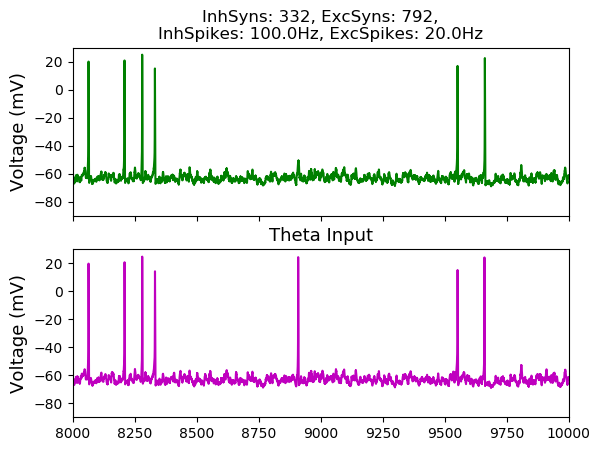 InhSyns: 332, ExcSyns: 792,
InhSpikes: 100.0Hz, ExcSpikes: 20.0Hz
20
0
−20
−40
−60
−80
Voltage (mV)
Theta Input
20
0
−20
−40
−60
−80
Voltage (mV)
8000 8250 8500 8750 9000 9250 9500 9750 10000